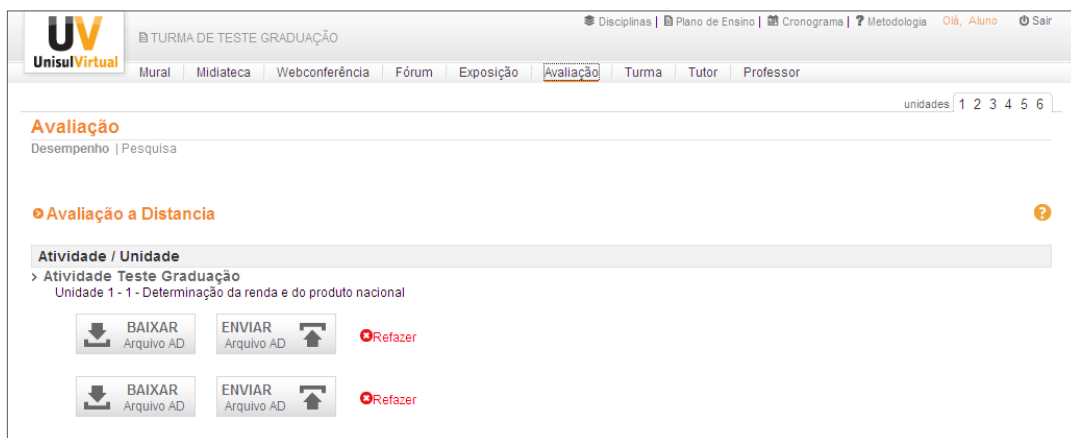 UV
UnisulVirtual
Disciplinas | Plano de Ensino | Cronograma | ? Metodologia Olá, Aluno Sair
TURMA DE TESTE GRADUAÇÃO
Mural Midiateca Webconferência Fórum Exposição Avaliação Turma Tutor Professor
unidades 1 2 3 4 5 6
Avaliação
Desempenho | Pesquisa
Avaliação a Distancia ?
Atividade / Unidade
> Atividade Teste Graduação
Unidade 1 - 1 - Determinação da renda e do produto nacional
BAIXAR ENVIAR
Arquivo AD Arquivo AD Refazer
BAIXAR ENVIAR
Arquivo AD Arquivo AD Refazer